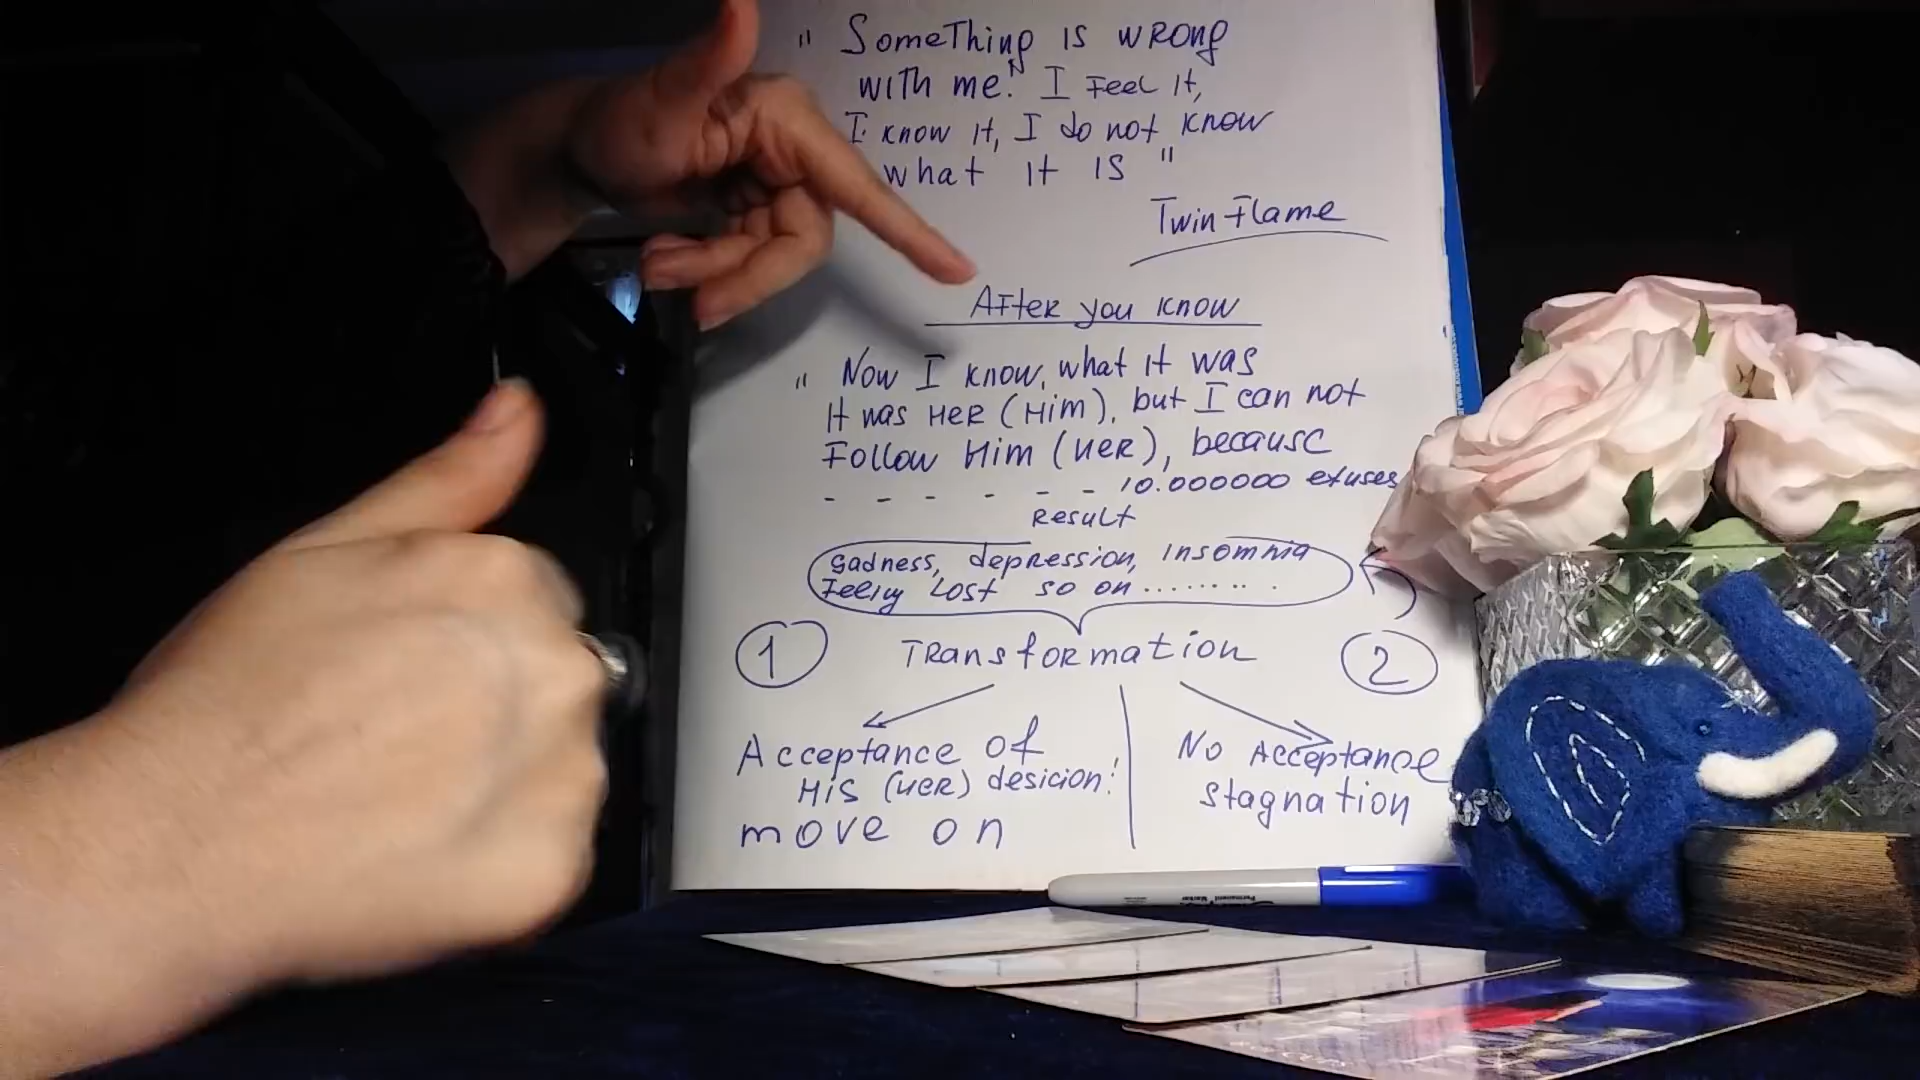 " Something is wrong
with me." I Feel it,
I know it, I do not know
what it is "
Twin Flame
After you know
" Now I know, what it was
It was HER (Him), but I can not
Follow Him (HER), because
- - - - - - 10.000000 exuses
Result
Sadness, depression, insomnia
Feeling Lost so on .........
1 Transformation 2
Acceptance of
His (HER) desicion!
move on
No Acceptance
Stagnation
Permanent
Marker